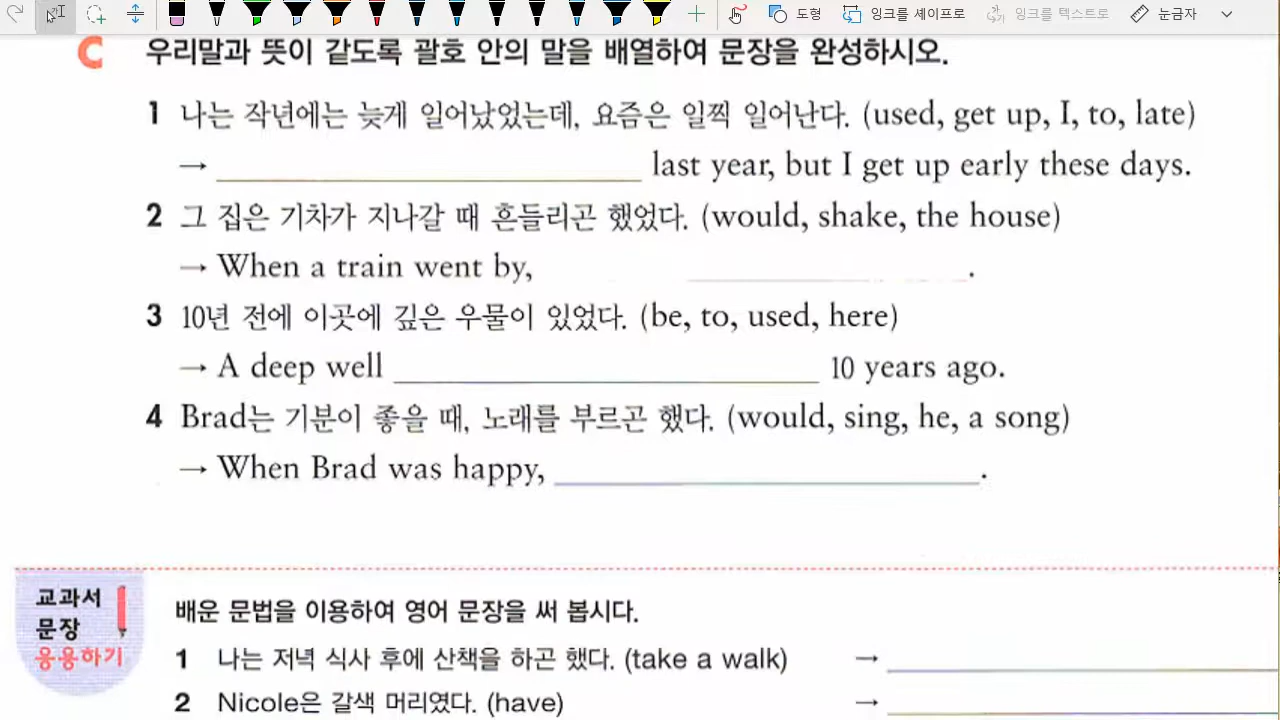 도형 잉크를 셰이프로 잉크를 텍스트로 눈금자
C 우리말과 뜻이 같도록 괄호 안의 말을 배열하여 문장을 완성하시오.
1 나는 작년에는 늦게 일어났었는데, 요즘은 일찍 일어난다. (used, get up, I, to, late)
→ last year, but I get up early these days.
2 그 집은 기차가 지나갈 때 흔들리곤 했었다. (would, shake, the house)
→ When a train went by, .
3 10년 전에 이곳에 깊은 우물이 있었다. (be, to, used, here)
→ A deep well 10 years ago.
4 Brad는 기분이 좋을 때, 노래를 부르곤 했다. (would, sing, he, a song)
→ When Brad was happy, .
교과서
문장
응용하기
배운 문법을 이용하여 영어 문장을 써 봅시다.
1 나는 저녁 식사 후에 산책을 하곤 했다. (take a walk) →
2 Nicole은 갈색 머리였다. (have) →